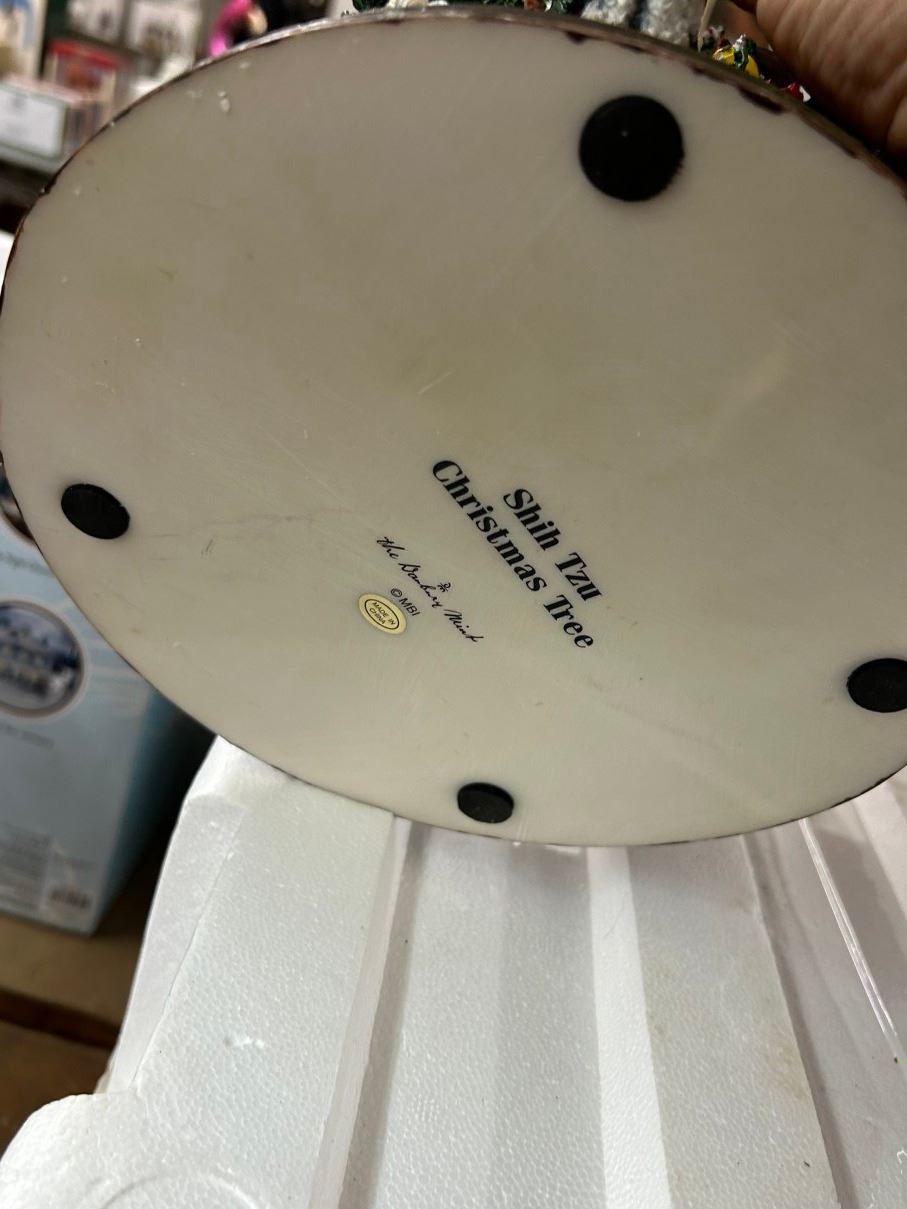 Shih Tzu
Christmas Tree
the Danbury Mint
©MBI
MADE IN
CHINA